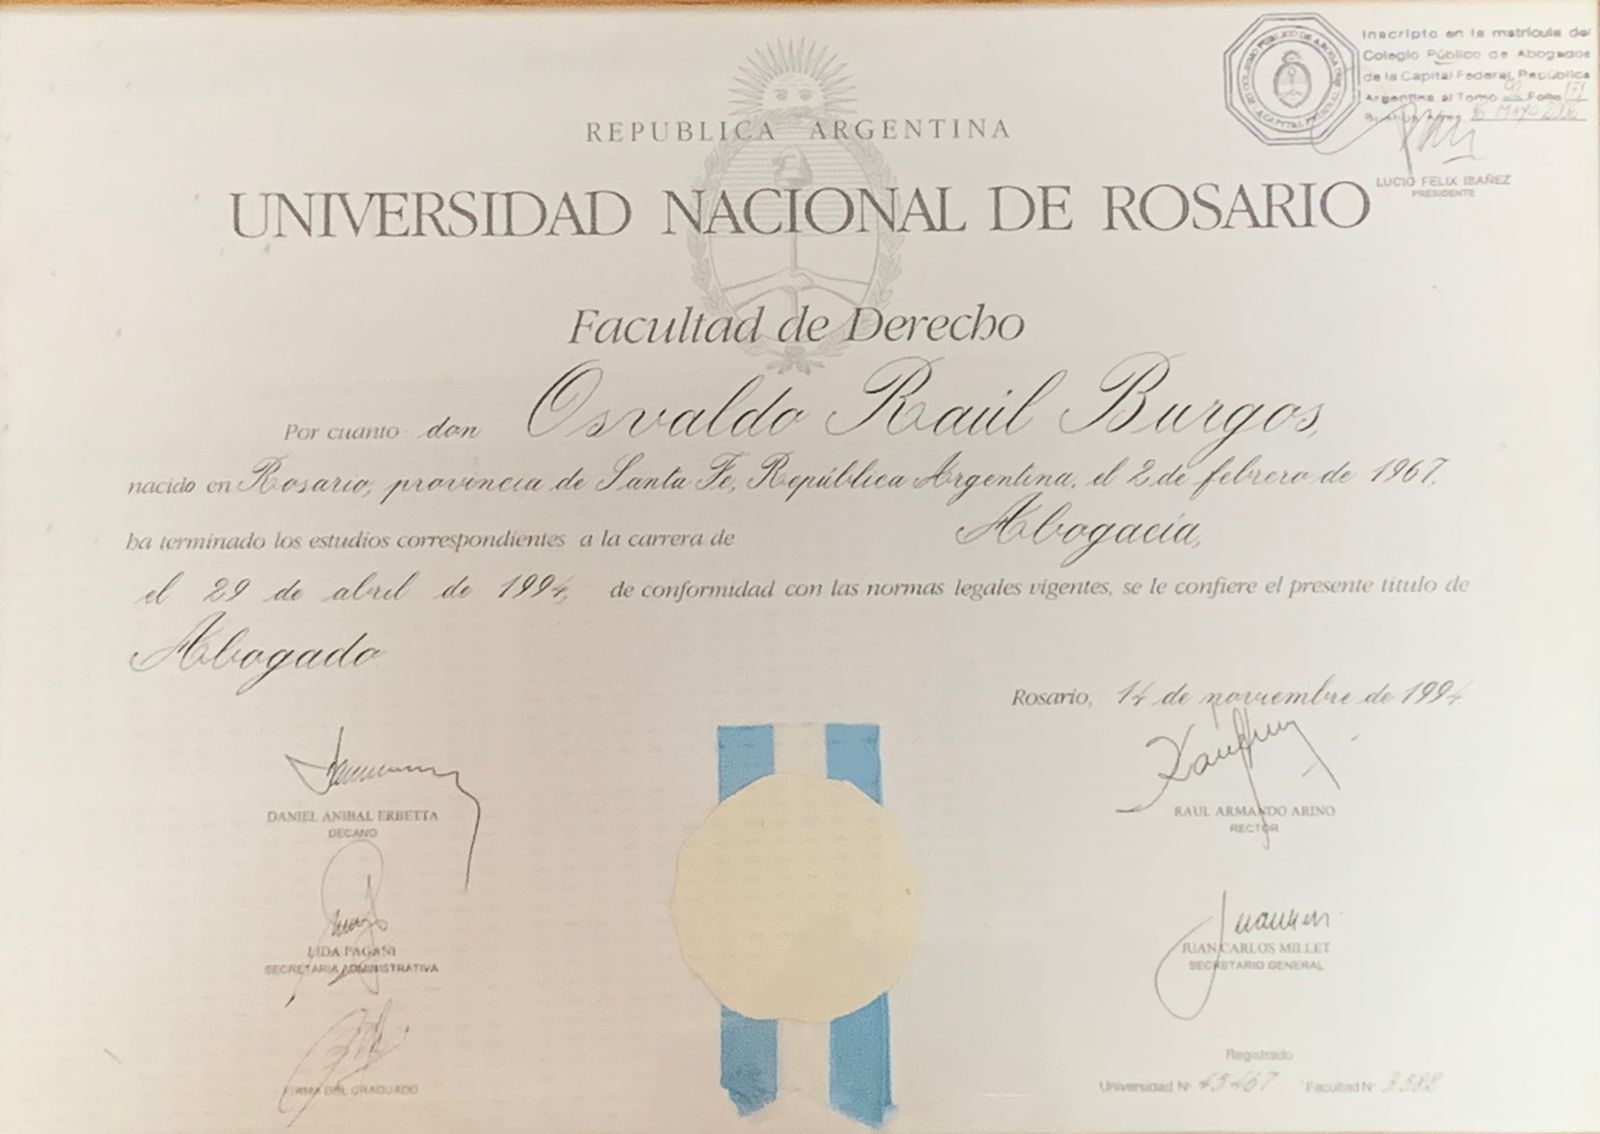 Inscripto en la matrícula del
Colegio Público de Abogados
de la Capital Federal, República
Argentina, al Tomo Folio 171
Buenos Aires, 16 MAYO
LUCIO FELIX IBAÑEZ
PRESIDENTE
REPUBLICA ARGENTINA
UNIVERSIDAD NACIONAL DE ROSARIO
Facultad de Derecho
Por cuanto don Osvaldo Raúl Burgos,
nacido en Rosario, provincia de Santa Fe, República Argentina, el 2 de febrero de 1967,
ha terminado los estudios correspondientes a la carrera de Abogacía,
el 29 de abril de 1994, de conformidad con las normas legales vigentes, se le confiere el presente título de
Abogado
Rosario, 14 de noviembre de 1994
DANIEL ANIBAL ERBETTA
DECANO
RAUL ARMANDO ARINO
RECTOR
LIDA PAGANI
SECRETARIA ADMINISTRATIVA
JUAN CARLOS MILLET
SECRETARIO GENERAL
FIRMA DEL GRADUADO
Registrado
Universidad Nº 45467 Facultad Nº 3588